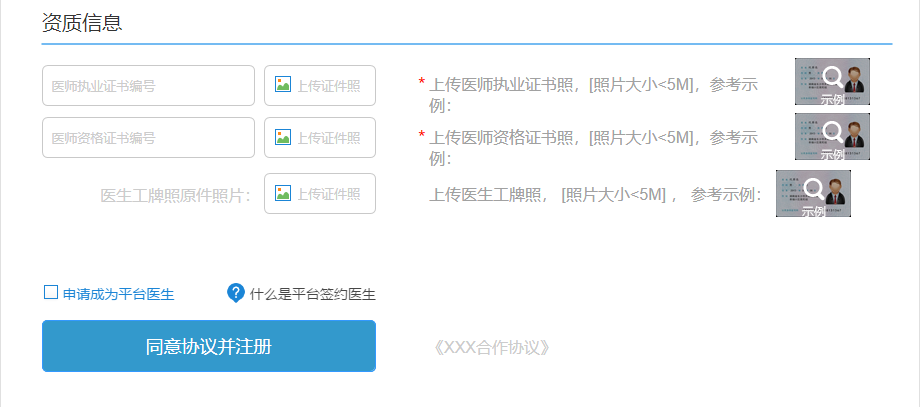 资质信息
医师执业证书编号
上传证件照
* 上传医师执业证书照，[照片大小<5M]，参考示
例：
示例
医师资格证书编号
上传证件照
* 上传医师资格证书照，[照片大小<5M]，参考示
例：
示例
医生工牌照原件照片：
上传证件照
上传医生工牌照， [照片大小<5M] ， 参考示例：
示例
申请成为平台医生
? 什么是平台签约医生
同意协议并注册
《XXX合作协议》